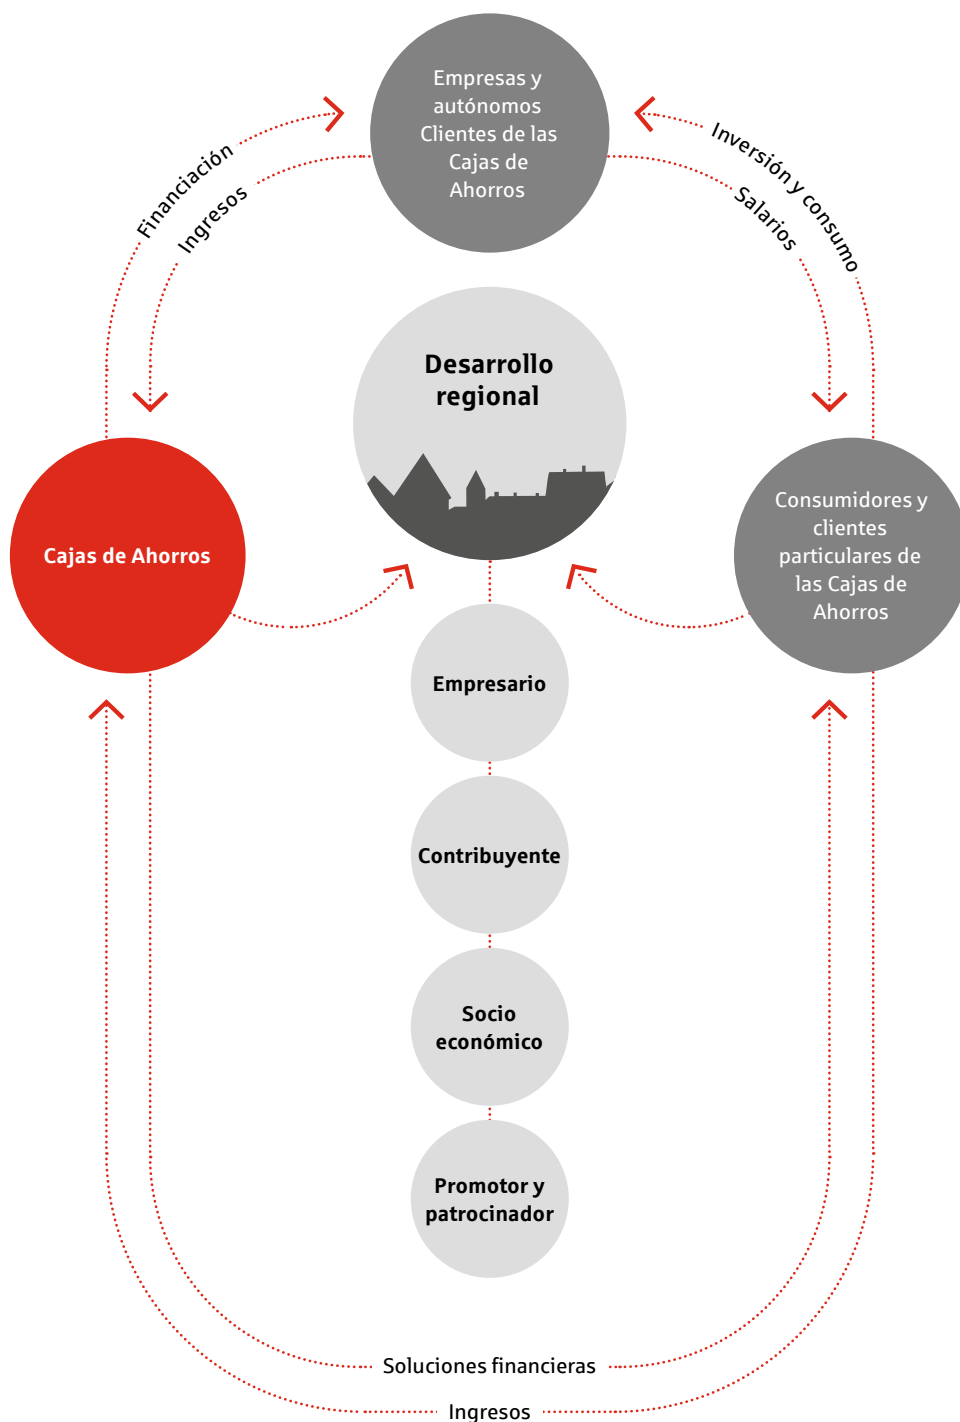 Empresas y
autónomos
Clientes de las
Cajas de
Ahorros
Financiación
Ingresos
Inversión y consumo
Salarios
Desarrollo
regional
Cajas de Ahorros
Consumidores y
clientes
particulares de
las Cajas de
Ahorros
Empresario
Contribuyente
Socio
económico
Promotor y
patrocinador
Soluciones financieras
Ingresos